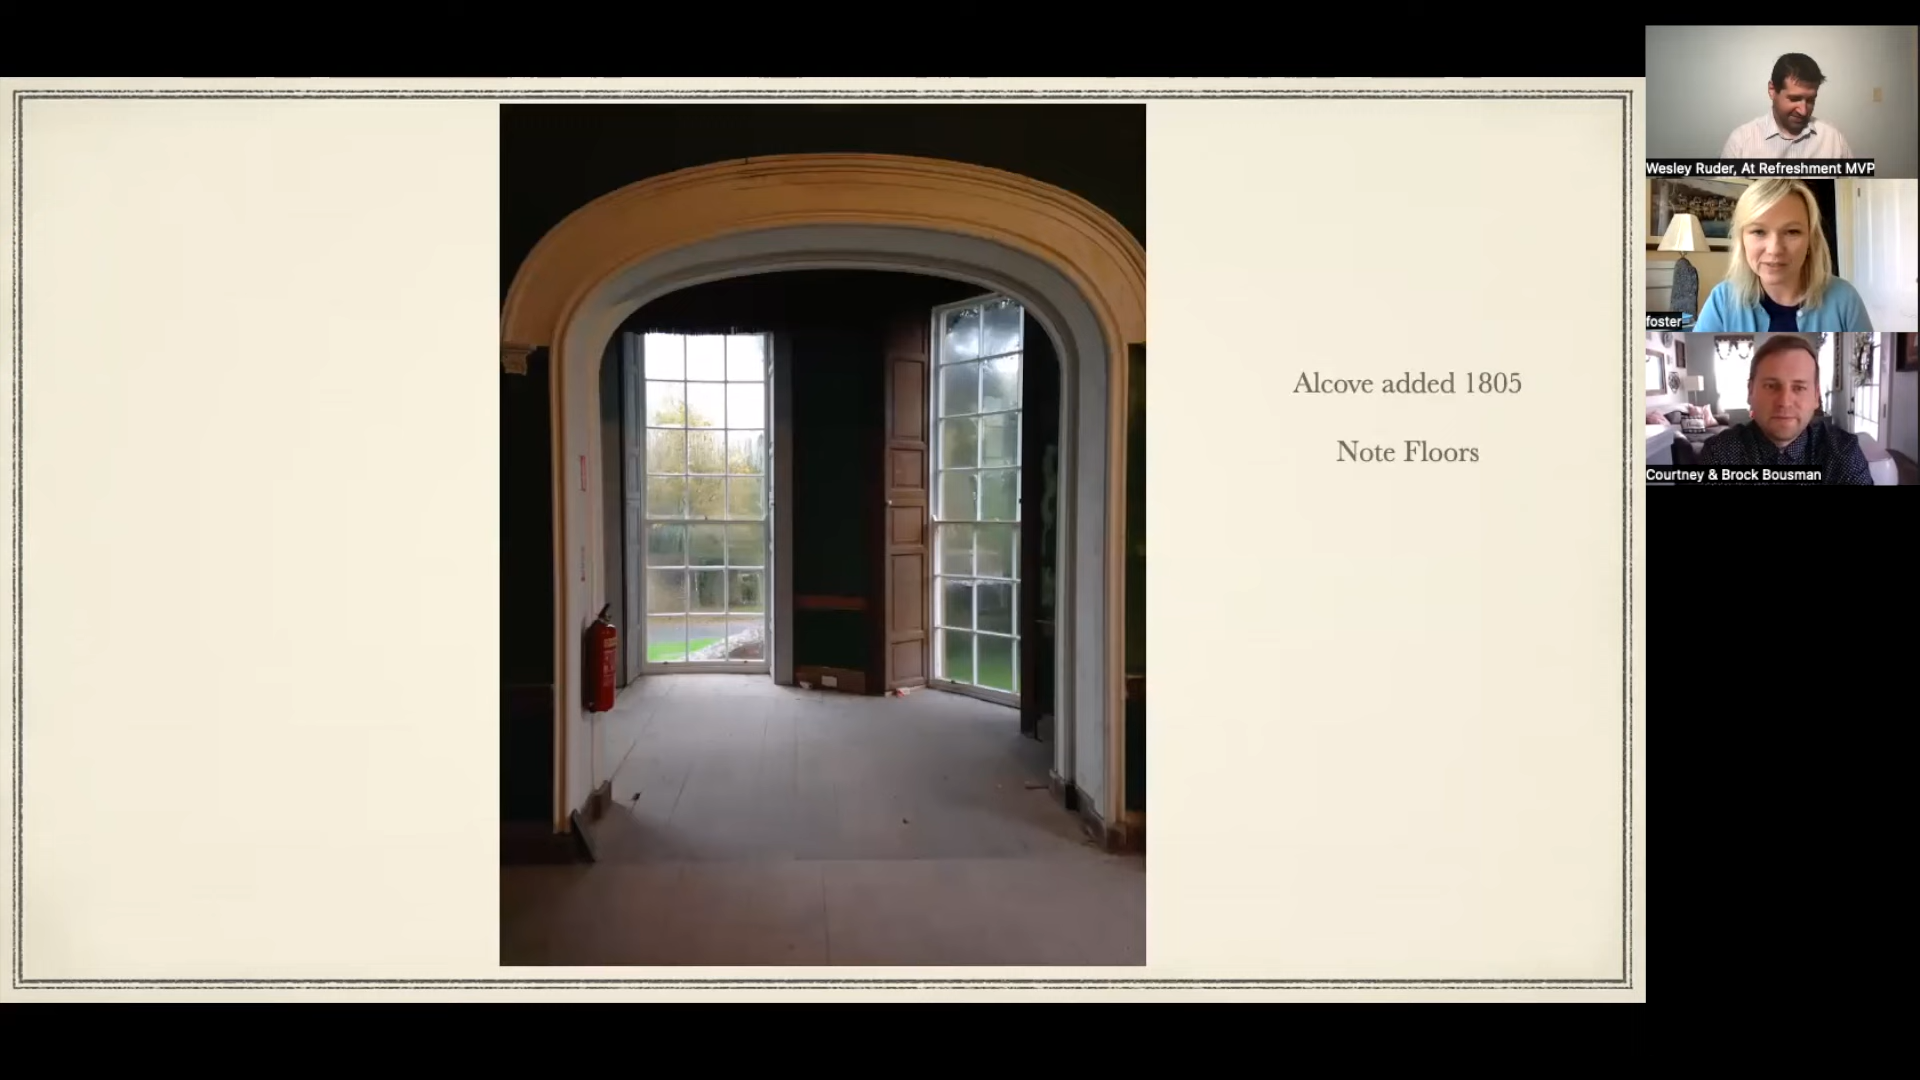 Alcove added 1805
Note Floors
Wesley Ruder, At Refreshment MVP
foster
Courtney & Brock Bousman